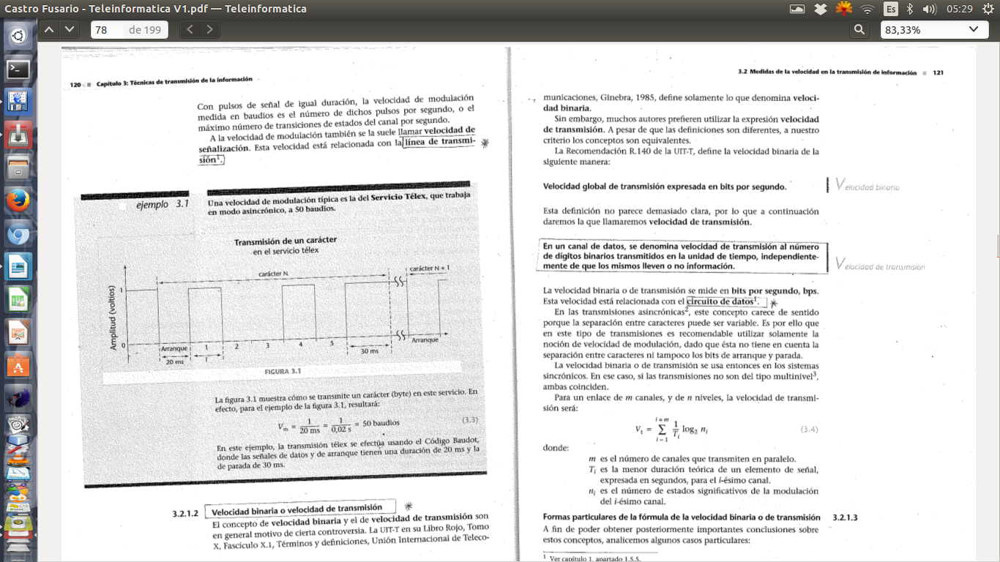 Castro Fusario - Teleinformatica V1.pdf — Teleinformatica
Es
05:29
78
de 199
83,33%
120 Capítulo 3: Técnicas de transmisión de la información
Con pulsos de señal de igual duración, la velocidad de modulación
medida en baudios es el número de dichos pulsos por segundo, o el
máximo número de transiciones de estados del canal por segundo.
A la velocidad de modulación también se la suele llamar velocidad de
señalización. Esta velocidad está relacionada con la línea de transmi-
sión¹.
ejemplo 3.1
Una velocidad de modulación típica es la del Servicio Télex, que trabaja
en modo asincrónico, a 50 baudios.
Transmisión de un carácter
en el servicio télex
carácter N
carácter N + 1
Amplitud (voltios)
1
0
Arranque
1
2
3
4
5
Arranque
20 ms
30 ms
FIGURA 3.1
La figura 3.1 muestra cómo se transmite un carácter (byte) en este servicio. En
efecto, para el ejemplo de la figura 3.1, resultará:
Vm = 1/20 ms = 1/0,02 s = 50 baudios (3.3)
En este ejemplo, la transmisión télex se efectúa usando el Código Baudot,
donde las señales de datos y de arranque tienen una duración de 20 ms y la
de parada de 30 ms.
3.2.1.2 Velocidad binaria o velocidad de transmisión
El concepto de velocidad binaria y el de velocidad de transmisión son
en general motivo de cierta controversia. La UIT-T en su Libro Rojo, Tomo
X, Fascículo X.1, Términos y definiciones, Unión Internacional de Teleco-
3.2 Medidas de la velocidad en la transmisión de información 121
municaciones, Ginebra, 1985, define solamente lo que denomina veloci-
dad binaria.
Sin embargo, muchos autores prefieren utilizar la expresión velocidad
de transmisión. A pesar de que las definiciones son diferentes, a nuestro
criterio los conceptos son equivalentes.
La Recomendación R.140 de la UIT-T, define la velocidad binaria de la
siguiente manera:
Velocidad global de transmisión expresada en bits por segundo.
Velocidad binaria
Esta definición no parece demasiado clara, por lo que a continuación
daremos la que llamaremos velocidad de transmisión.
En un canal de datos, se denomina velocidad de transmisión al número
de dígitos binarios transmitidos en la unidad de tiempo, independiente-
mente de que los mismos lleven o no información.
Velocidad de transmisión
La velocidad binaria o de transmisión se mide en bits por segundo, bps.
Esta velocidad está relacionada con el circuito de datos¹.
En las transmisiones asincrónicas², este concepto carece de sentido
porque la separación entre caracteres puede ser variable. Es por ello que
en este tipo de transmisiones es recomendable utilizar solamente la
noción de velocidad de modulación, dado que ésta no tiene en cuenta la
separación entre caracteres ni tampoco los bits de arranque y parada.
La velocidad binaria o de transmisión se usa entonces en los sistemas
sincrónicos. En ese caso, si las transmisiones no son del tipo multinivel³,
ambas coinciden.
Para un enlace de m canales, y de n niveles, la velocidad de transmi-
sión será:
Vt = Σ i=1 i=m 1/Ti log2 ni (3.4)
donde:
m es el número de canales que transmiten en paralelo.
Ti es la menor duración teórica de un elemento de señal,
expresada en segundos, para el i-ésimo canal.
ni es el número de estados significativos de la modulación
del i-ésimo canal.
Formas particulares de la fórmula de la velocidad binaria o de transmisión 3.2.1.3
A fin de poder obtener posteriormente importantes conclusiones sobre
estos conceptos, analicemos algunos casos particulares:
¹ Ver capítulo 1, apartado 1.5.5.